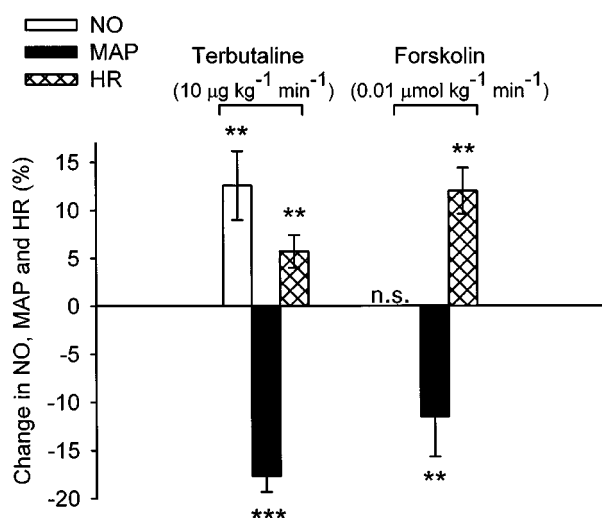 NO
MAP
HR
Terbutaline
(10 µg kg⁻¹ min⁻¹)
Forskolin
(0.01 µmol kg⁻¹ min⁻¹)
Change in NO, MAP and HR (%)
15
10
5
0
-5
-10
-15
-20
**
**
***
n.s.
**
**